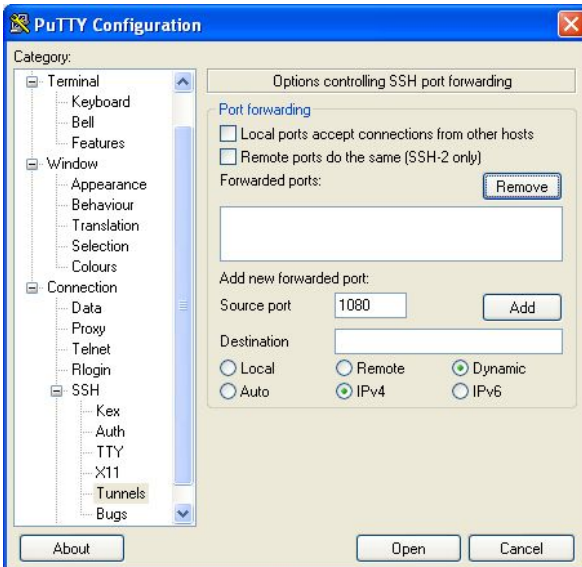 PuTTY Configuration
Category:
Terminal
Keyboard
Bell
Features
Window
Appearance
Behaviour
Translation
Selection
Colours
Connection
Data
Proxy
Telnet
Rlogin
SSH
Kex
Auth
TTY
X11
Tunnels
Bugs
Options controlling SSH port forwarding
Port forwarding
Local ports accept connections from other hosts
Remote ports do the same (SSH-2 only)
Forwarded ports:
Remove
Add new forwarded port:
Source port 1080 Add
Destination
Local Remote Dynamic
Auto IPv4 IPv6
About Open Cancel